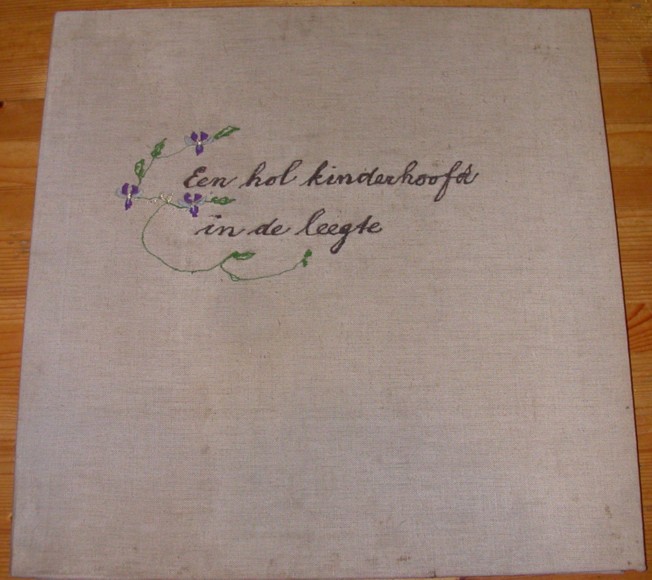 Een hol kinderhoofd
in de leegte